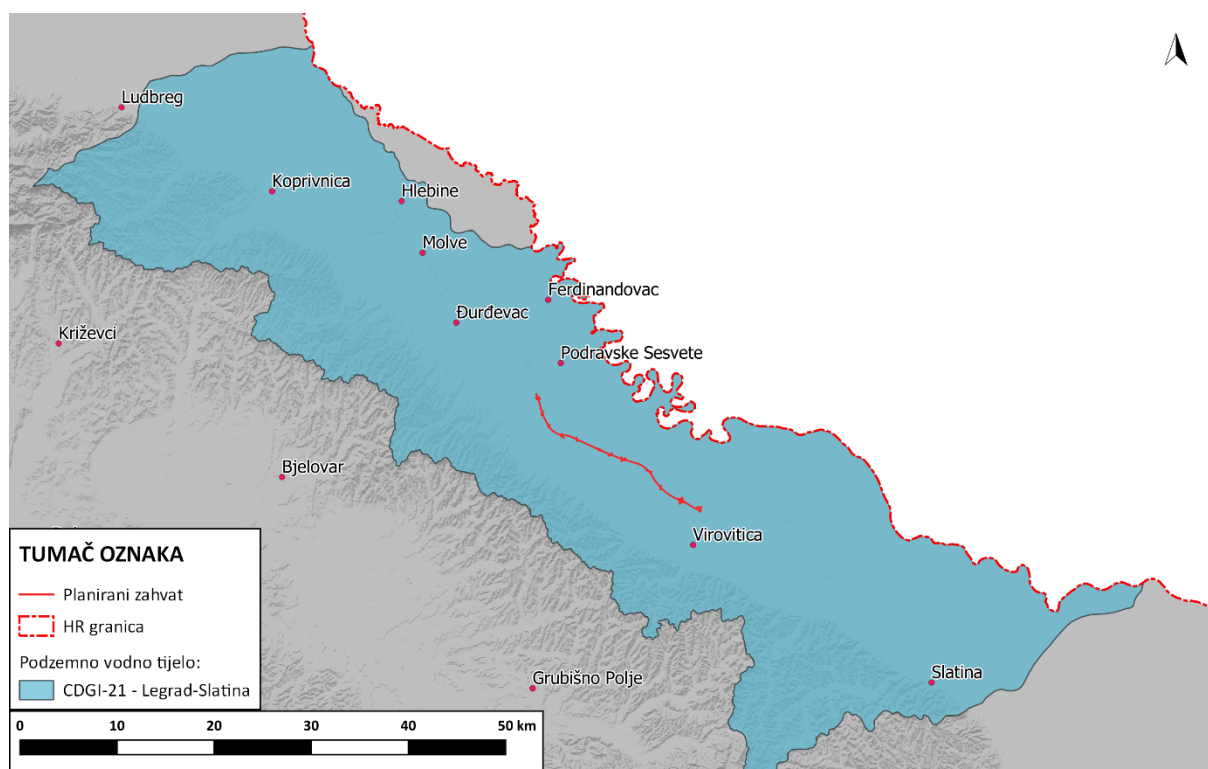 Ludbreg
Koprivnica
Hlebine
Molve
Ferdinandovac
Đurđevac
Križevci
Podravske Sesvete
Bjelovar
Virovitica
Grubišno Polje
Slatina
TUMAČ OZNAKA
Planirani zahvat
HR granica
Podzemno vodno tijelo:
CDGI-21 - Legrad-Slatina
0 10 20 30 40 50 km